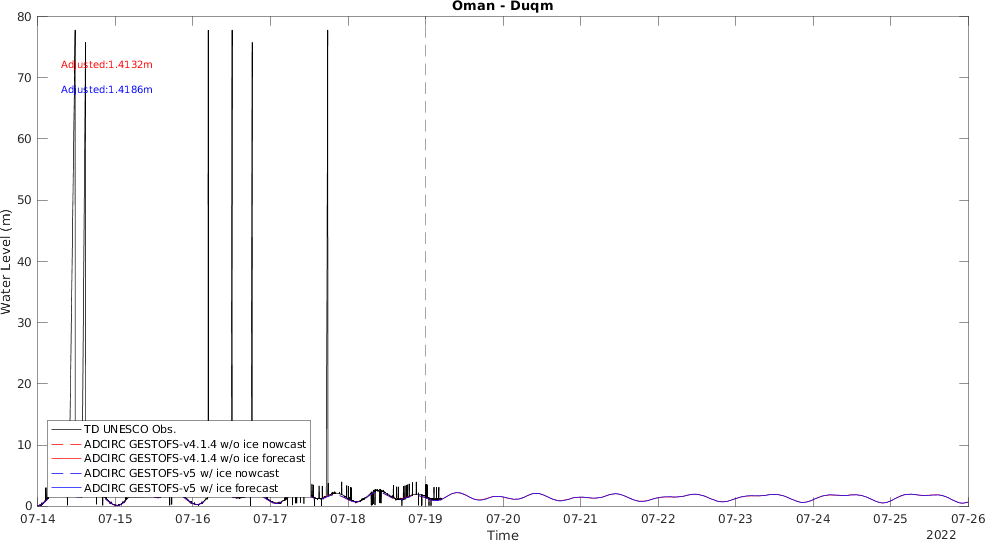 Oman - Duqm
80
70
60
50
40
30
20
10
0
Water Level (m)
Adjusted:1.4132m
Adjusted:1.4186m
TD UNESCO Obs.
ADCIRC GESTOFS-v4.1.4 w/o ice nowcast
ADCIRC GESTOFS-v4.1.4 w/o ice forecast
ADCIRC GESTOFS-v5 w/ ice nowcast
ADCIRC GESTOFS-v5 w/ ice forecast
07-14 07-15 07-16 07-17 07-18 07-19 07-20 07-21 07-22 07-23 07-24 07-25 07-26
Time
2022